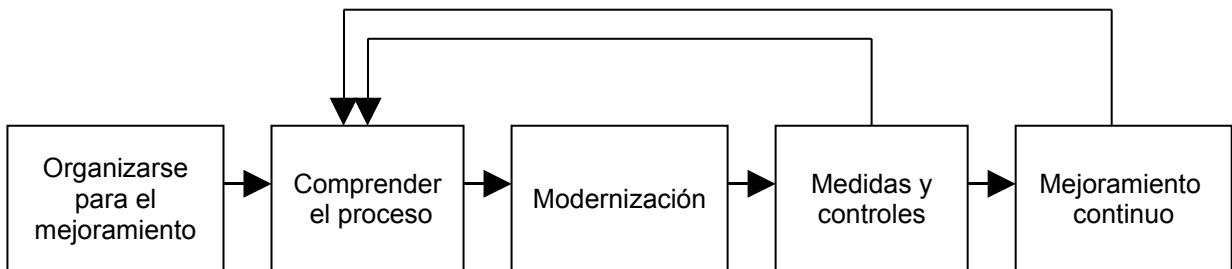 Organizarse
para el
mejoramiento
Comprender
el proceso
Modernización
Medidas y
controles
Mejoramiento
continuo